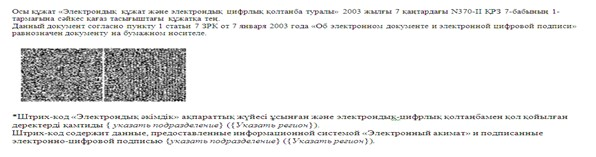 Осы құжат «Электрондық құжат және электрондық цифрлық қолтанба туралы» 2003 жылғы 7 қаңтардағы N370-II ҚРЗ 7-бабының 1-
тармағына сәйкес қағаз тасығыштағы құжатқа тең.
Данный документ согласно пункту 1 статьи 7 ЗРК от 7 января 2003 года «Об электронном документе и электронной цифровой подписи»
равнозначен документу на бумажном носителе.
*Штрих-код «Электрондық әкімдік» ақпараттық жүйесі ұсынған және электрондық-цифрлық қолтанбамен қол қойылған
деректерді қамтиды { указать подразделение} ({Указать регион}).
Штрих-код содержит данные, предоставленные информационной системой «Электронный акимат» и подписанные
электронно-цифровой подписью {указать подразделение} ({Указать регион}).